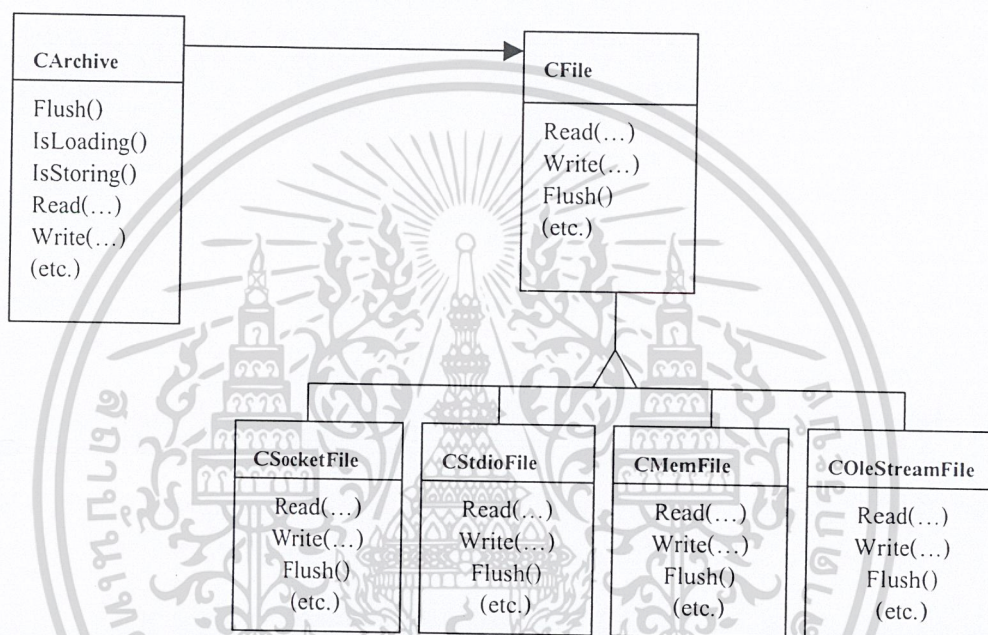 CArchive
Flush()
IsLoading()
IsStoring()
Read(...)
Write(...)
(etc.)
CFile
Read(...)
Write(...)
Flush()
(etc.)
CSocketFile
Read(...)
Write(...)
Flush()
(etc.)
CStdioFile
Read(...)
Write(...)
Flush()
(etc.)
CMemFile
Read(...)
Write(...)
Flush()
(etc.)
COleStreamFile
Read(...)
Write(...)
Flush()
(etc.)